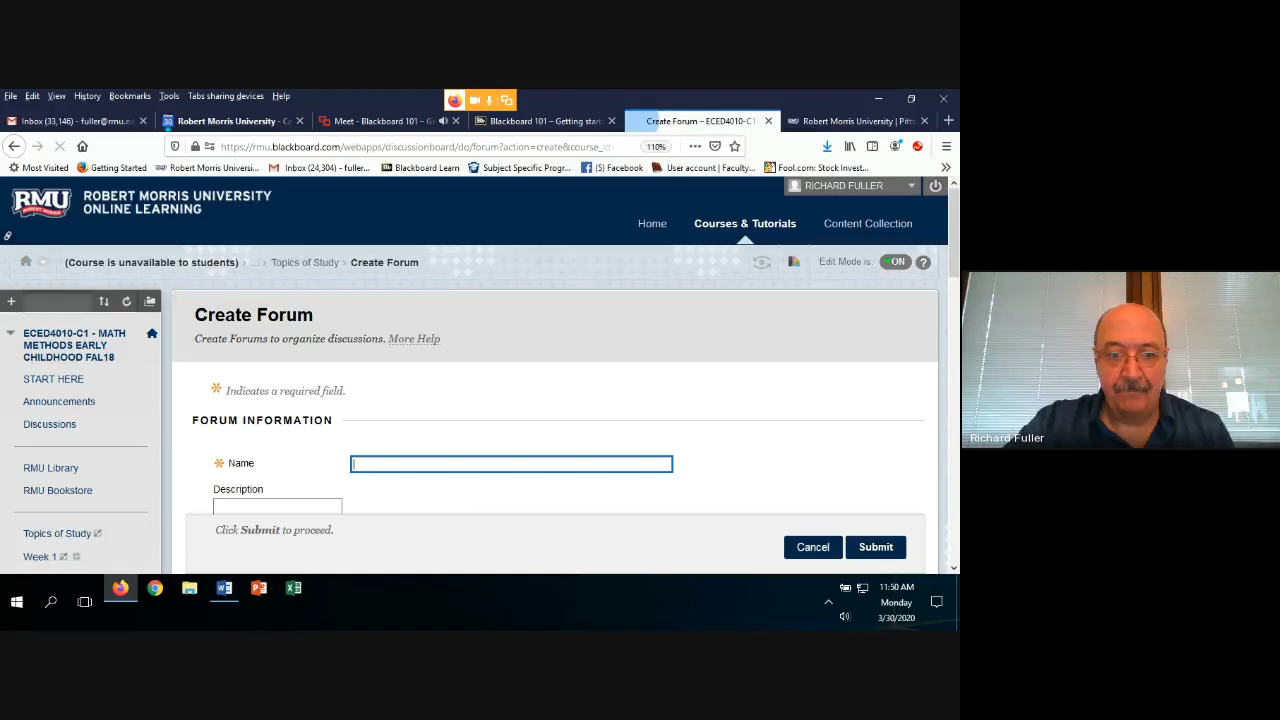 File Edit View History Bookmarks Tools Tabs sharing devices Help
Inbox (33,146) - fuller@rmu.ed
Robert Morris University - C
Meet - Blackboard 101 – G
Blackboard 101 – Getting start
Create Forum – ECED4010-C1
Robert Morris University | Pitts
https://rmu.blackboard.com/webapps/discussionboard/do/forum?action=create&course_id
110%
Most Visited Getting Started Robert Morris Universi... Inbox (24,304) - fuller... Blackboard Learn Subject Specific Prog... (5) Facebook User account | Faculty... Fool.com: Stock Invest...
RMU
ROBERT MORRIS UNIVERSITY
ONLINE LEARNING
RICHARD FULLER
Home Courses & Tutorials Content Collection
(Course is unavailable to students) ... Topics of Study Create Forum
Edit Mode is: ON ?
ECED4010-C1 - MATH
METHODS EARLY
CHILDHOOD FAL18
START HERE
Announcements
Discussions
RMU Library
RMU Bookstore
Topics of Study
Week 1
Create Forum
Create Forums to organize discussions. More Help
Indicates a required field.
FORUM INFORMATION
Name
Description
Click Submit to proceed.
Cancel Submit
11:50 AM
Monday
3/30/2020
Richard Fuller